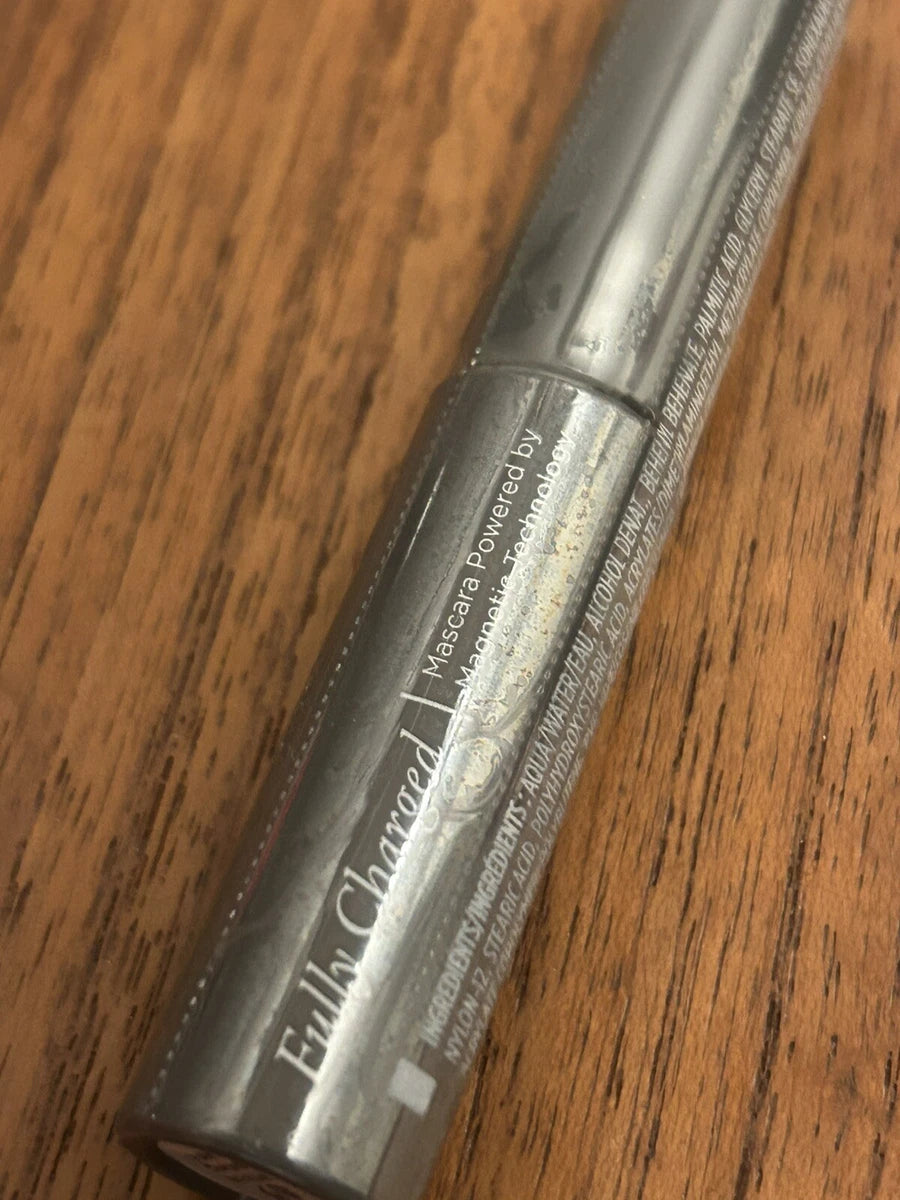 Fully Charged | Mascara Powered by
Magnetic Technology
INGREDIENTS/INGRÉDIENTS: AQUA/WATER/EAU, ALCOHOL DENAT., BEHENYL BEHENATE, PALMITIC ACID, GLYCERYL STEARATE SE,
NYLON-12, STEARIC ACID, POLYHYDROXYSTEARIC ACID, ACRYLATES/DIMETHYLAMINOETHYL METHACRYLATE COPOLYMER,